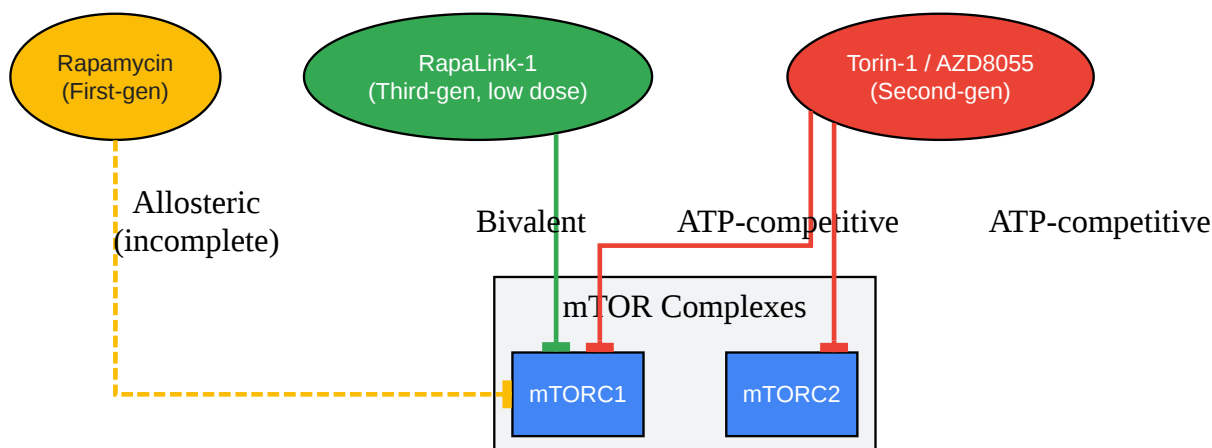 Rapamycin
(First-gen)
RapaLink-1
(Third-gen, low dose)
Torin-1 / AZD8055
(Second-gen)
Allosteric
(incomplete)
Bivalent
ATP-competitive
ATP-competitive
mTOR Complexes
mTORC1
mTORC2